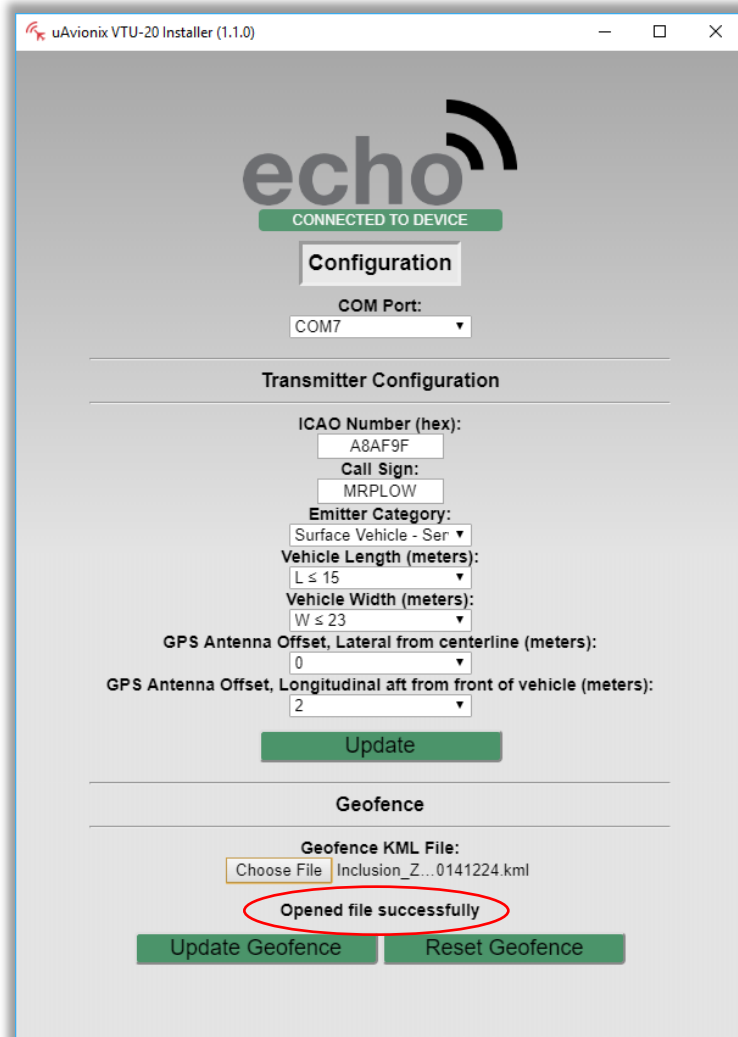 uAvionix VTU-20 Installer (1.1.0)
echo
CONNECTED TO DEVICE
Configuration
COM Port:
COM7
Transmitter Configuration
ICAO Number (hex):
A8AF9F
Call Sign:
MRPLOW
Emitter Category:
Surface Vehicle - Ser
Vehicle Length (meters):
L ≤ 15
Vehicle Width (meters):
W ≤ 23
GPS Antenna Offset, Lateral from centerline (meters):
0
GPS Antenna Offset, Longitudinal aft from front of vehicle (meters):
2
Update
Geofence
Geofence KML File:
Choose File Inclusion_Z...0141224.kml
Opened file successfully
Update Geofence Reset Geofence